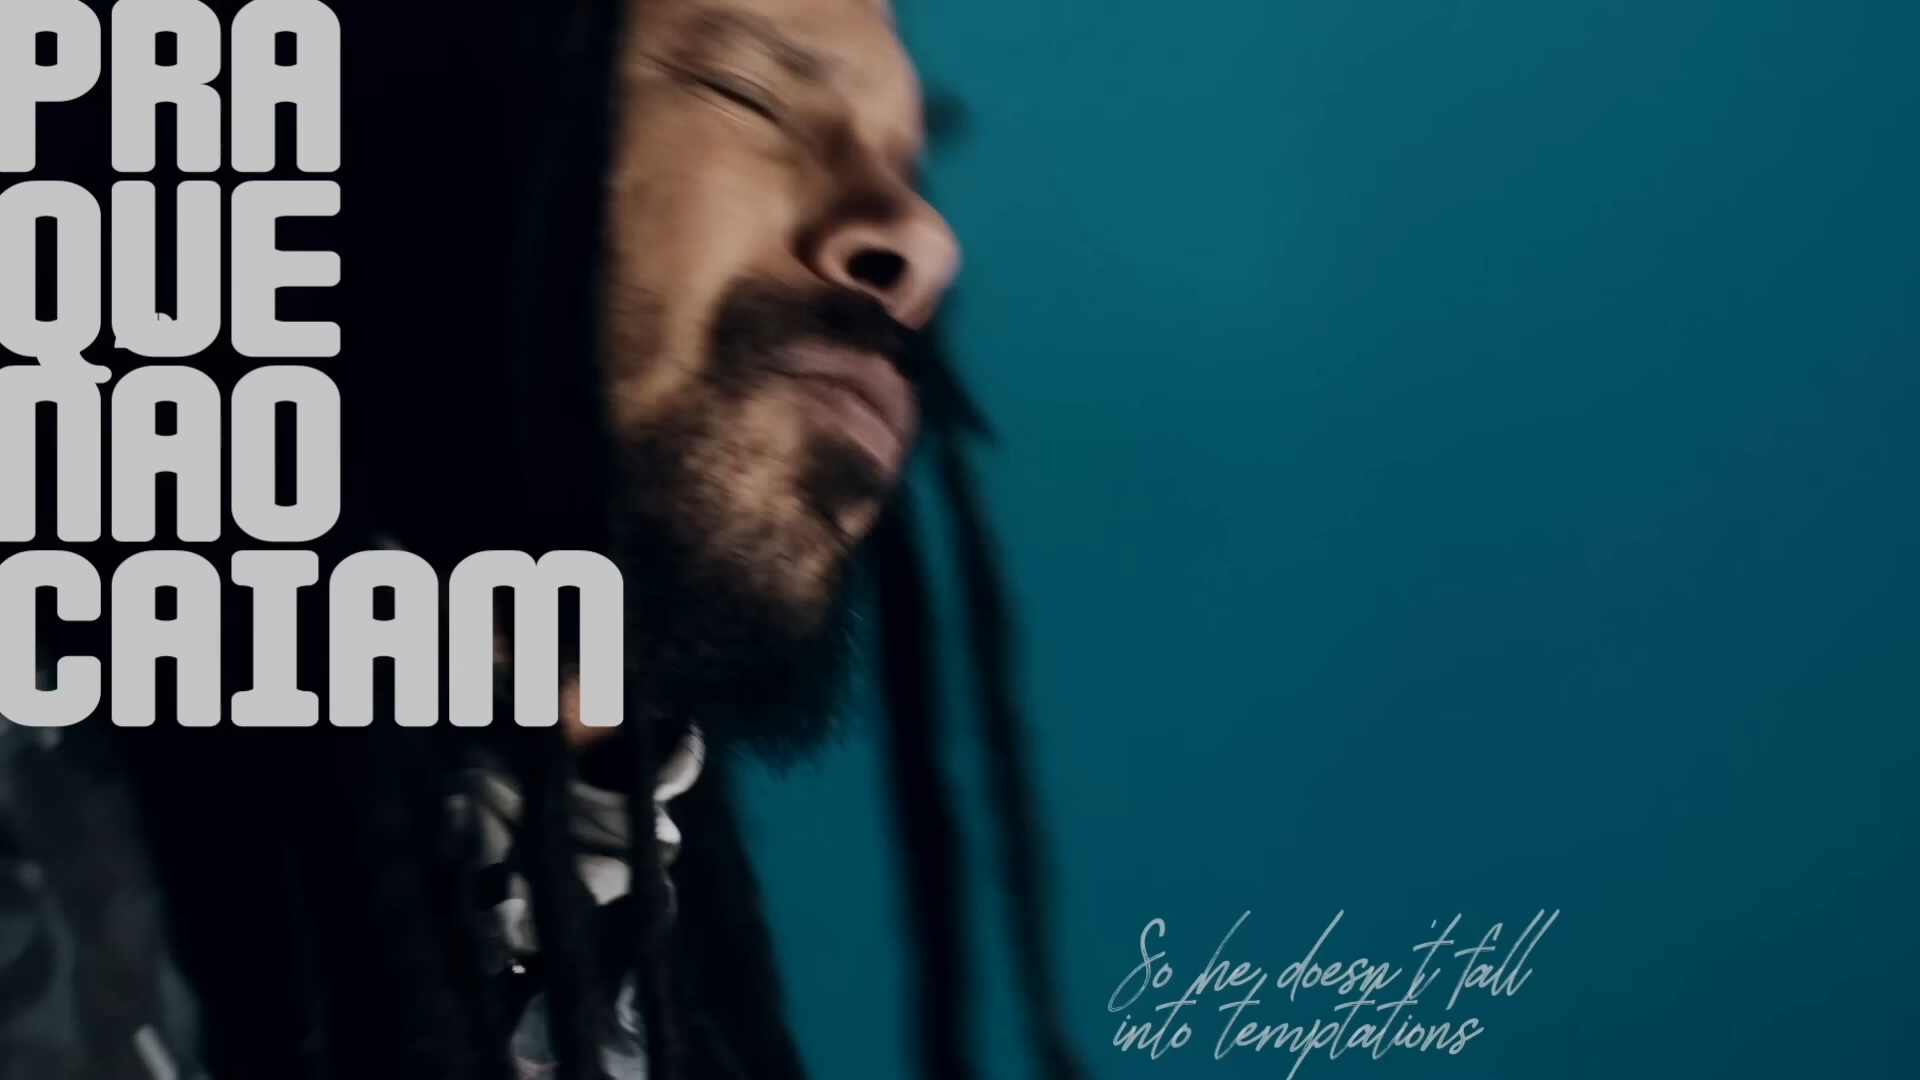 PRA
QUE
NAO
CAIAM
So he doesn't fall
into temptations